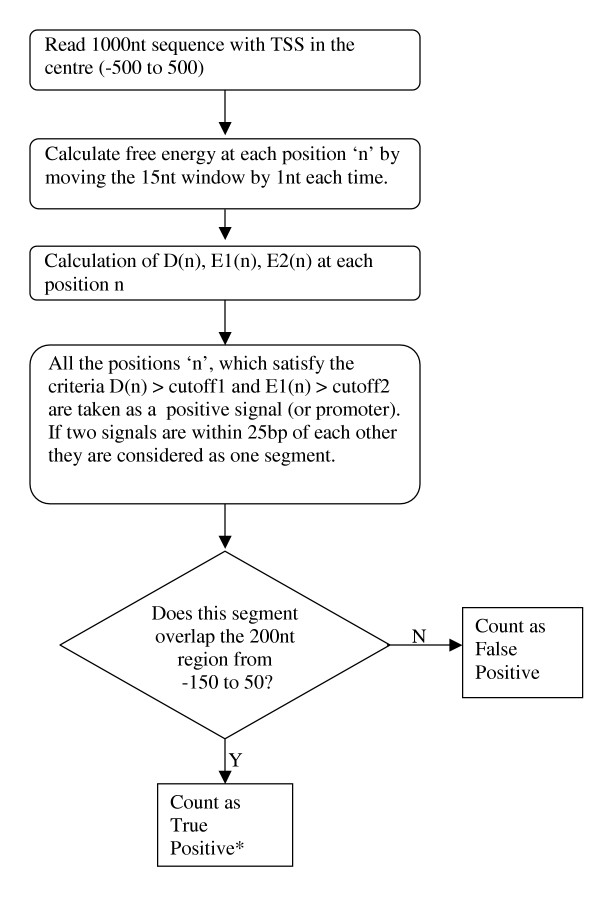 Read 1000nt sequence with TSS in the
centre (-500 to 500)
Calculate free energy at each position ‘n’ by
moving the 15nt window by 1nt each time.
Calculation of D(n), E1(n), E2(n) at each
position n
All the positions ‘n’, which satisfy the
criteria D(n) > cutoff1 and E1(n) > cutoff2
are taken as a  positive signal (or promoter).
If two signals are within 25bp of each other
they are considered as one segment.
Does this segment
overlap the 200nt
region from
-150 to 50?
N
Count as
False
Positive
Y
Count as
True
Positive*